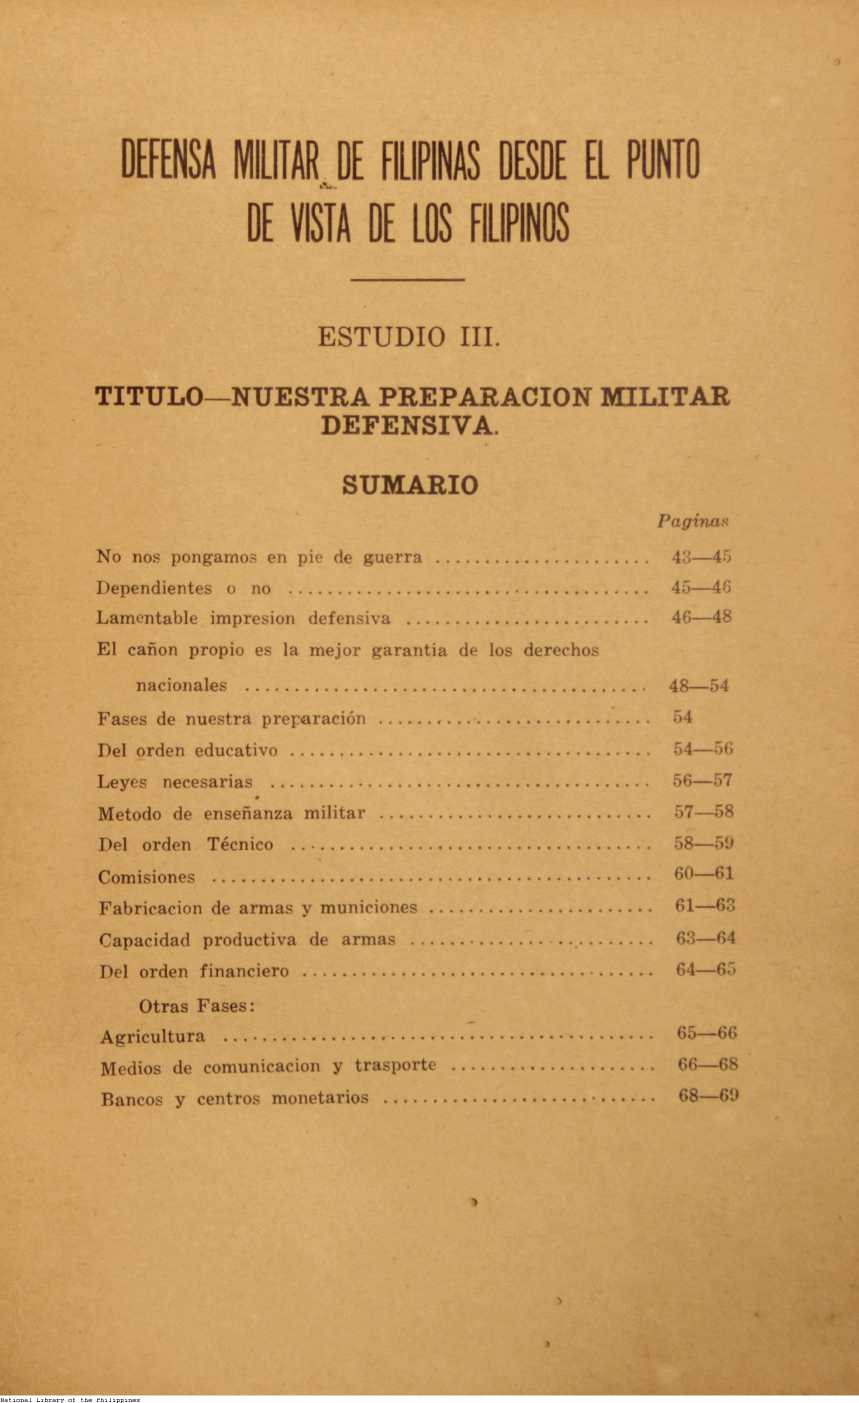 DEFENSA MILITAR DE FILIPINAS DESDE EL PUNTO
DE VISTA DE LOS FILIPINOS
ESTUDIO III.
TITULO—NUESTRA PREPARACION MILITAR
DEFENSIVA.
SUMARIO
Paginas
No nos pongamos en pie de guerra ...................... 43—45
Dependientes o no ..................................... 45—46
Lamentable impresion defensiva ......................... 46—48
El cañon propio es la mejor garantia de los derechos
nacionales ......................................... 48—54
Fases de nuestra preparación ............................ 54
Del orden educativo ..................................... 54—56
Leyes necesarias ....................................... 56—57
Metodo de enseñanza militar ............................ 57—58
Del orden Técnico ..................................... 58—59
Comisiones ............................................. 60—61
Fabricacion de armas y municiones ....................... 61—63
Capacidad productiva de armas ......................... 63—64
Del orden financiero .................................... 64—65
Otras Fases:
Agricultura ............................................ 65—66
Medios de comunicacion y trasporte ..................... 66—68
Bancos y centros monetarios ............................ 68—69
National Library of the Philippines